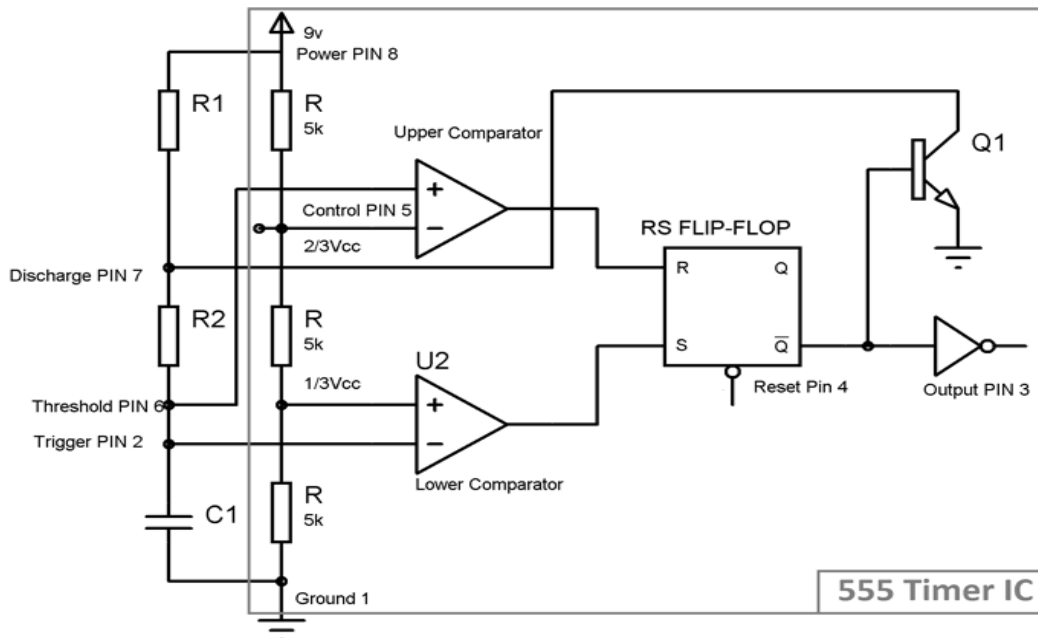 9v
Power PIN 8
R1
R
5k
Upper Comparator
Q1
+
Control PIN 5
−
2/3Vcc
RS FLIP-FLOP
Discharge PIN 7
R
Q
R2
R
5k
U2
S
Q̅
1/3Vcc
Reset Pin 4
Output PIN 3
Threshold PIN 6
+
Trigger PIN 2
−
Lower Comparator
C1
R
5k
555 Timer IC
Ground 1